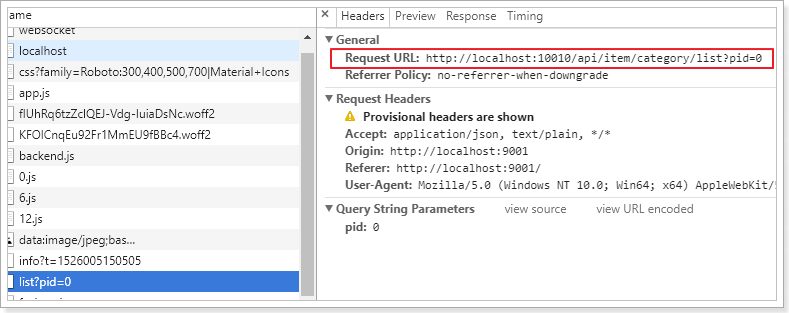 ame
websocket
localhost
css?family=Roboto:300,400,500,700|Material+Icons
app.js
flUhRq6tzZclQEJ-Vdg-IuiaDsNc.woff2
KFOlCnqEu92Fr1MmEU9fBBc4.woff2
backend.js
0.js
6.js
12.js
data:image/jpeg;bas...
info?t=1526005150505
list?pid=0
× Headers Preview Response Timing
▼ General
Request URL: http://localhost:10010/api/item/category/list?pid=0
Referrer Policy: no-referrer-when-downgrade
▼ Request Headers
Provisional headers are shown
Accept: application/json, text/plain, */*
Origin: http://localhost:9001
Referer: http://localhost:9001/
User-Agent: Mozilla/5.0 (Windows NT 10.0; Win64; x64) AppleWebKit/
▼ Query String Parameters view source view URL encoded
pid: 0